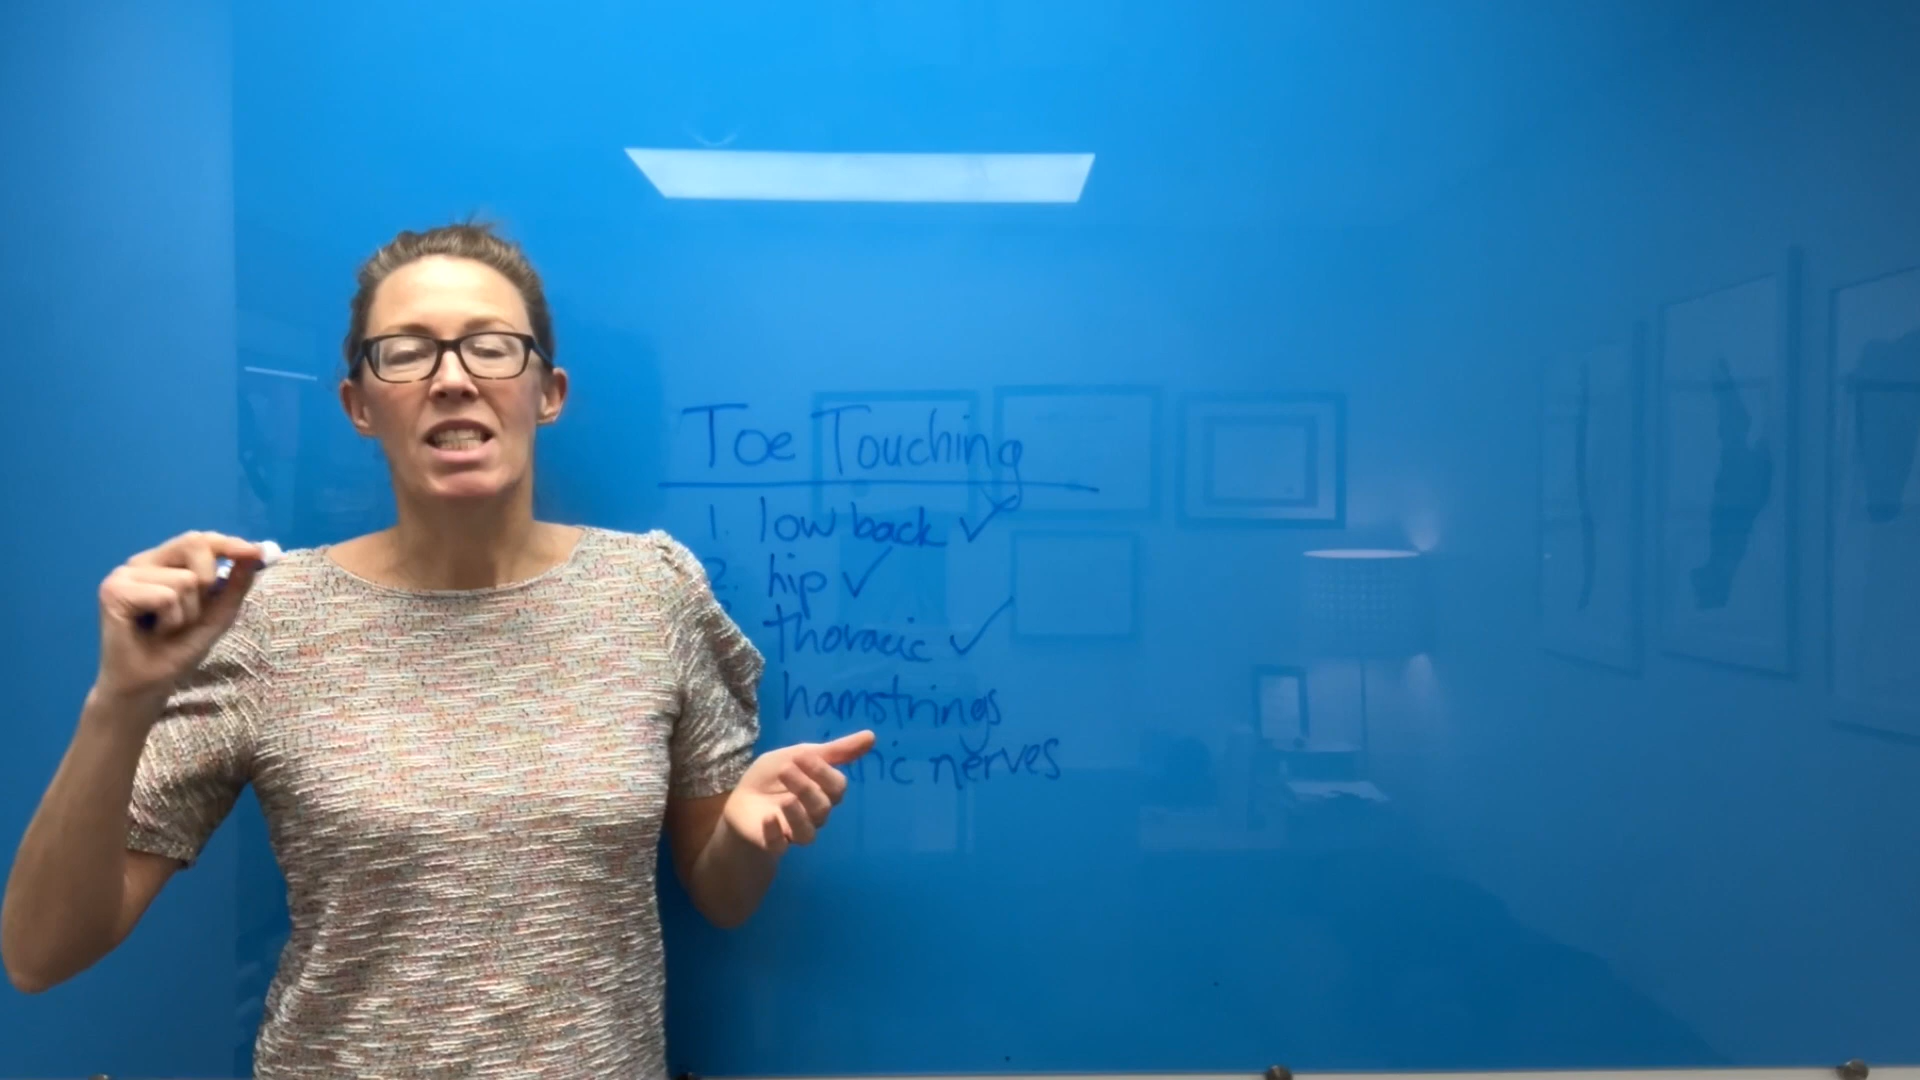 Toe Touching
1. low back ✓
2. hip ✓
thoracic ✓
hamstrings
nerves